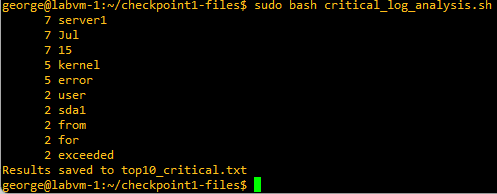 george@labvm-1:~/checkpoint1-files$ sudo bash critical_log_analysis.sh
7 server1
7 Jul
7 15
5 kernel
5 error
2 user
2 sda1
2 from
2 for
2 exceeded
Results saved to top10_critical.txt
george@labvm-1:~/checkpoint1-files$